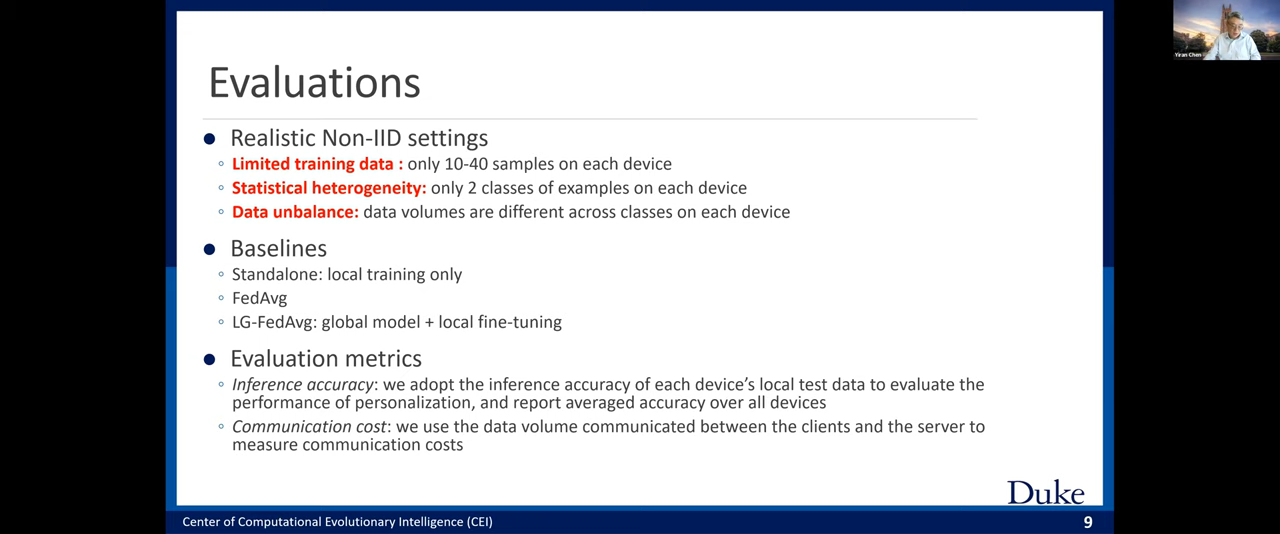 Evaluations
Realistic Non-IID settings
Limited training data : only 10-40 samples on each device
Statistical heterogeneity: only 2 classes of examples on each device
Data unbalance: data volumes are different across classes on each device
Baselines
Standalone: local training only
FedAvg
LG-FedAvg: global model + local fine-tuning
Evaluation metrics
Inference accuracy: we adopt the inference accuracy of each device's local test data to evaluate the
performance of personalization, and report averaged accuracy over all devices
Communication cost: we use the data volume communicated between the clients and the server to
measure communication costs
Duke
Center of Computational Evolutionary Intelligence (CEI)
9
Yiran Chen